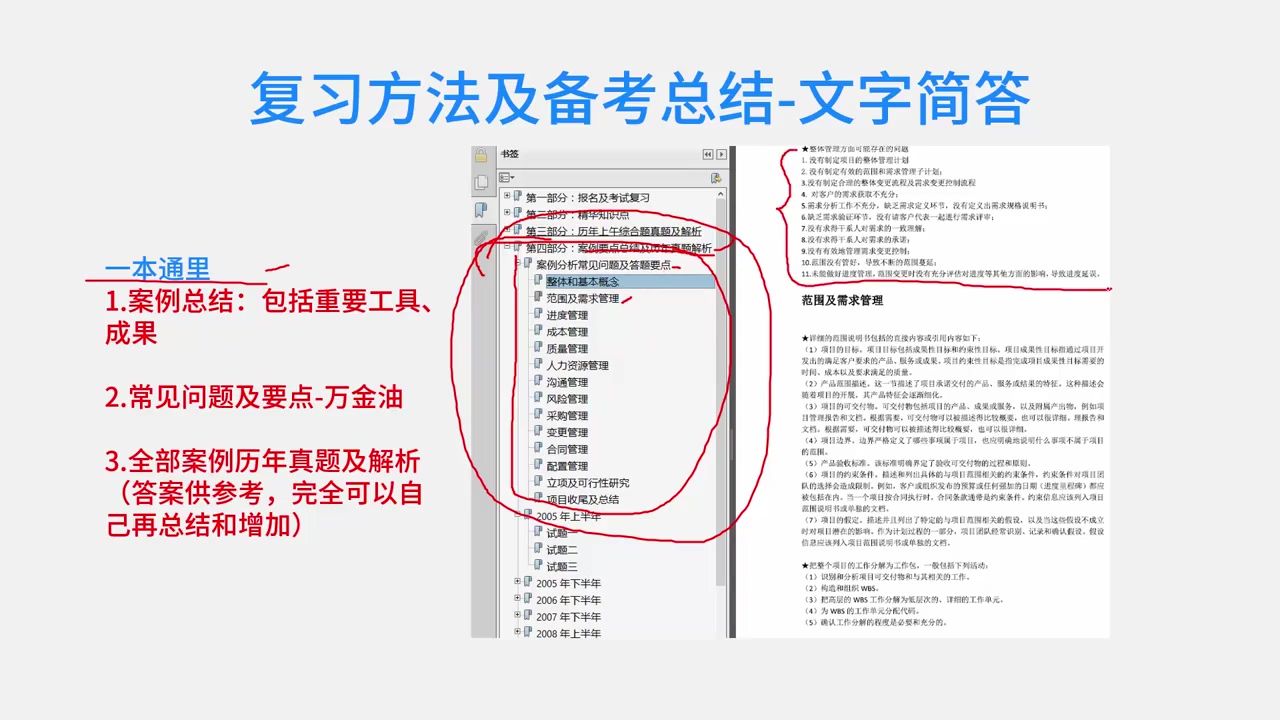 复习方法及备考总结-文字简答
一本通里
1.案例总结：包括重要工具、
成果
2.常见问题及要点-万金油
3.全部案例历年真题及解析
（答案供参考，完全可以自
己再总结和增加）
书签
第一部分：报名及考试复习
第二部分：精华知识点
第三部分：历年上午综合题真题及解析
第四部分：案例要点总结及历年真题解析
案例分析常见问题及答题要点
整体和基本概念
范围及需求管理
进度管理
成本管理
质量管理
人力资源管理
沟通管理
风险管理
采购管理
变更管理
合同管理
配置管理
立项及可行性研究
项目收尾及总结
2005 年上半年
试题一
试题二
试题三
2005 年下半年
2006 年下半年
2007 年下半年
2008 年上半年
★整体管理方面可能存在的问题
1. 没有制定项目的整体管理计划
2. 没有制定有效的范围和需求管理子计划；
3.没有制定合理的整体变更流程及需求变更控制流程
4. 对客户的需求获取不充分；
5.需求分析工作不充分，缺乏需求定义环节，没有定义出需求规格说明书；
6.缺乏需求验证环节，没有请客户代表一起进行需求评审；
7.没有求得干系人对需求的一致理解；
8.没有求得干系人对需求的承诺；
9.没有有效地管理需求变更控制；
10.范围没有管好，导致不断的范围蔓延；
11.未能做好进度管理，范围变更时没有充分评估对进度等其他方面的影响，导致进度延误。
范围及需求管理
★详细的范围说明书包括的直接内容或引用内容如下：
（1）项目的目标。项目目标包括成果性目标和约束性目标。项目成果性目标指通过项目开
发出的满足客户要求的产品、服务或成果。项目约束性目标是指完成项目成果性目标需要的
时间、成本以及要求满足的质量。
（2）产品范围描述。这一节描述了项目承诺交付的产品、服务或结果的特征。这种描述会
随着项目的开展，其产品特征会逐渐细化。
（3）项目的可交付物。可交付物包括项目的产品、成果或服务，以及附属产出物，例如项
目管理报告和文档。根据需要，可交付物可以被描述得比较概要，也可以很详细。理报告和
文档。根据需要，可交付物可以被描述得比较概要，也可以很详细。
（4）项目边界。边界严格定义了哪些事项属于项目，也应明确地说明什么事项不属于项目
的范围。
（5）产品验收标准。该标准明确界定了验收可交付物的过程和原则。
（6）项目的约束条件。描述和列出具体的与项目范围相关的约束条件，约束条件对项目团
队的选择会造成限制。例如，客户或组织发布的预算或任何强加的日期（进度里程碑）都应
被包括在内。当一个项目按合同执行时，合同条款通常是约束条件。约束信息应该列入项目
范围说明书或单独的文档。
（7）项目的假定。描述并且列出了特定的与项目范围相关的假设，以及当这些假设不成立
时对项目潜在的影响。作为计划过程的一部分，项目团队经常识别、记录和确认假设。假设
信息应该列入项目范围说明书或单独的文档。
★把整个项目的工作分解为工作包，一般包括下列活动：
（1）识别和分析项目可交付物和与其相关的工作。
（2）构造和组织 WBS。
（3）把高层的 WBS 工作分解为低层次的、详细的工作单元。
（4）为 WBS 的工作单元分配代码。
（5）确认工作分解的程度是必要和充分的。